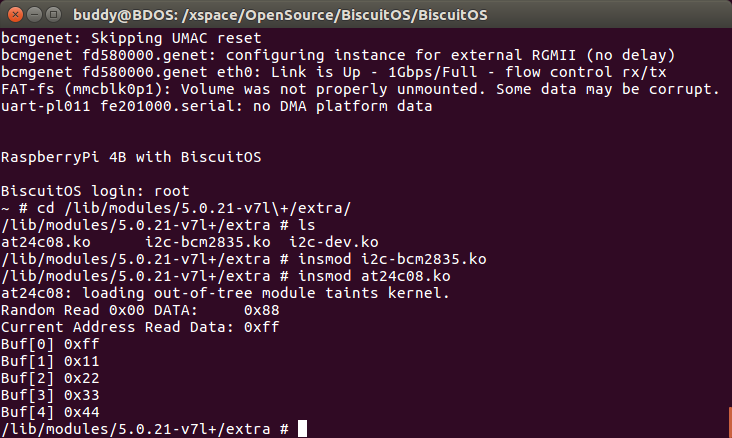 buddy@BDOS: /xspace/OpenSource/BiscuitOS/BiscuitOS
bcmgenet: Skipping UMAC reset
bcmgenet fd580000.genet: configuring instance for external RGMII (no delay)
bcmgenet fd580000.genet eth0: Link is Up - 1Gbps/Full - flow control rx/tx
FAT-fs (mmcblk0p1): Volume was not properly unmounted. Some data may be corrupt.
uart-pl011 fe201000.serial: no DMA platform data
RaspberryPi 4B with BiscuitOS
BiscuitOS login: root
~ # cd /lib/modules/5.0.21-v7l\+/extra/
/lib/modules/5.0.21-v7l+/extra # ls
at24c08.ko      i2c-bcm2835.ko  i2c-dev.ko
/lib/modules/5.0.21-v7l+/extra # insmod i2c-bcm2835.ko
/lib/modules/5.0.21-v7l+/extra # insmod at24c08.ko
at24c08: loading out-of-tree module taints kernel.
Random Read 0x00 DATA:     0x88
Current Address Read Data: 0xff
Buf[0] 0xff
Buf[1] 0x11
Buf[2] 0x22
Buf[3] 0x33
Buf[4] 0x44
/lib/modules/5.0.21-v7l+/extra #